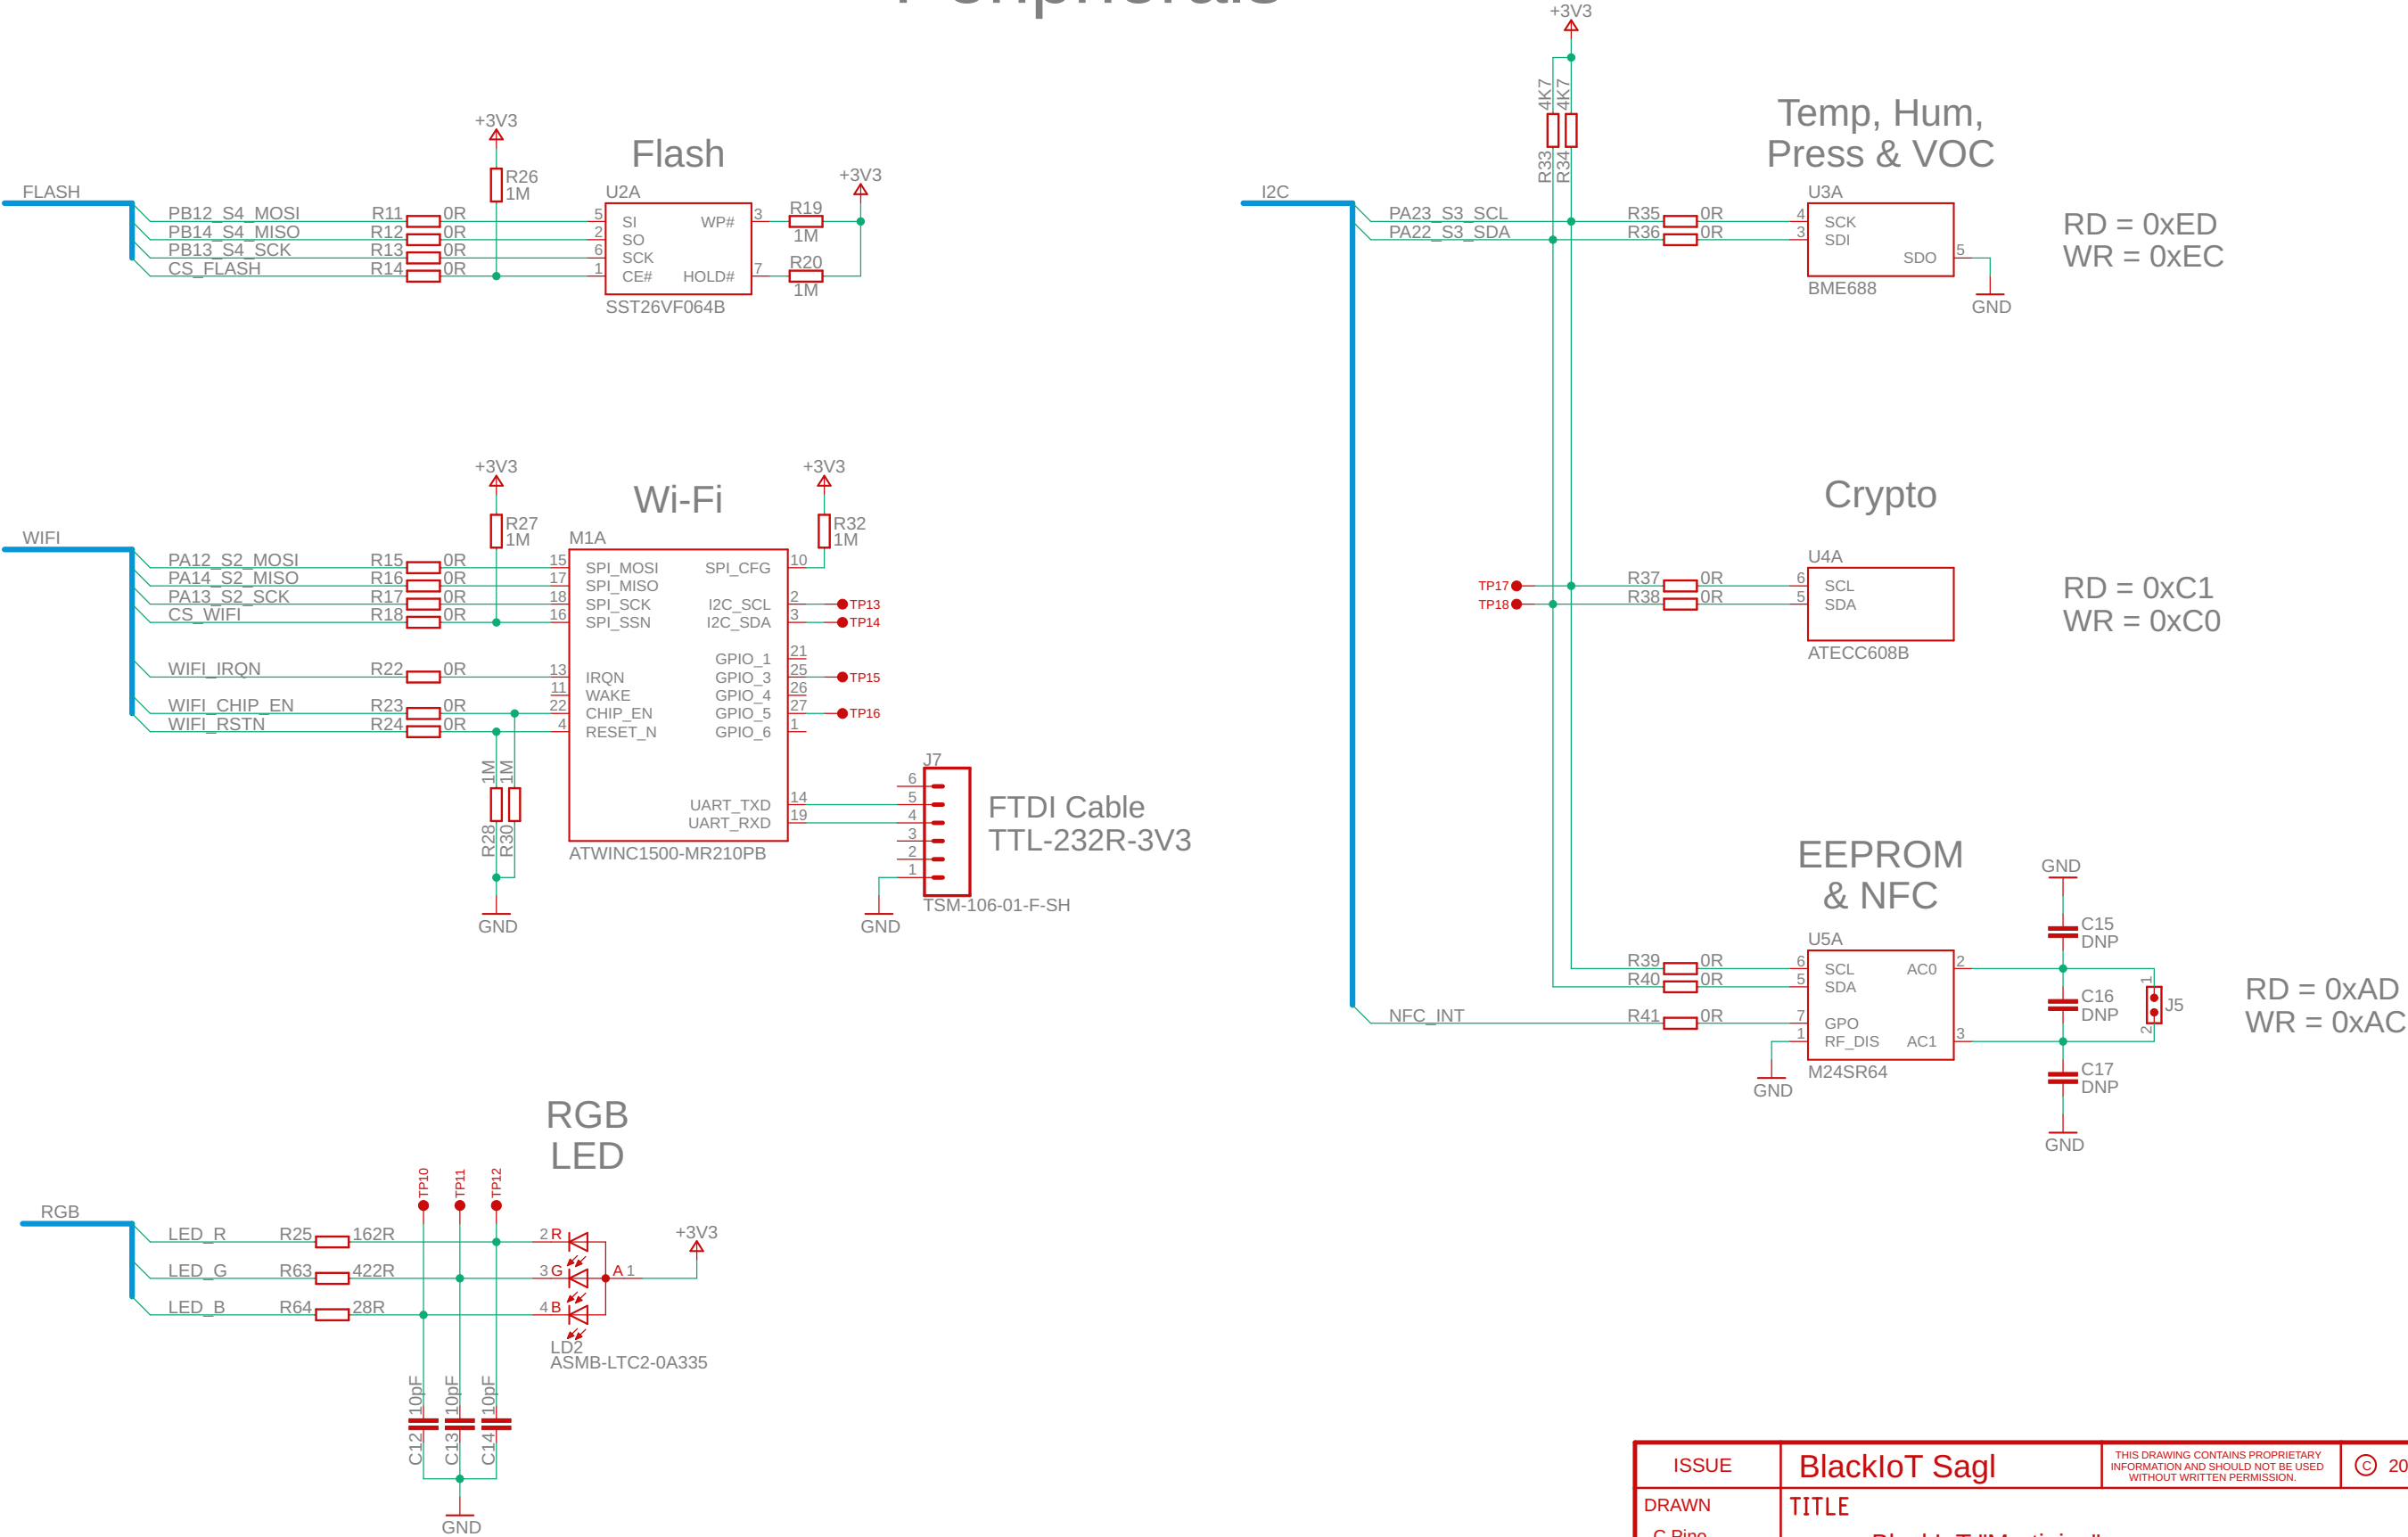 Peripherals
+3V3
Flash
+3V3
R26
1M
+3V3
FLASH
U2A
PB12_S4_MOSI R11 0R 5 SI WP# 3 R19 1M
PB14_S4_MISO R12 0R 2 SO
PB13_S4_SCK R13 0R 6 SCK
CS_FLASH R14 0R 1 CE# HOLD# 7 R20 1M
SST26VF064B
+3V3
Wi-Fi
+3V3
R27
1M
R32
1M
WIFI
M1A
PA12_S2_MOSI R15 0R 15 SPI_MOSI SPI_CFG 10
PA14_S2_MISO R16 0R 17 SPI_MISO
PA13_S2_SCK R17 0R 18 SPI_SCK I2C_SCL 2 TP13
CS_WIFI R18 0R 16 SPI_SSN I2C_SDA 3 TP14
GPIO_1 21
WIFI_IRQN R22 0R 13 IRQN GPIO_3 25 TP15
11 WAKE GPIO_4 26
WIFI_CHIP_EN R23 0R 22 CHIP_EN GPIO_5 27 TP16
WIFI_RSTN R24 0R 4 RESET_N GPIO_6 1
R28 1M
R30 1M
GND
UART_TXD 14
UART_RXD 19
ATWINC1500-MR210PB
J7
6
5
4
3
2
1
GND
TSM-106-01-F-SH
FTDI Cable
TTL-232R-3V3
RGB
LED
TP10
TP11
TP12
RGB
+3V3
LED_R R25 162R 2 R
LED_G R63 422R 3 G A 1
LED_B R64 28R 4 B
LD2
ASMB-LTC2-0A335
C12 10pF
C13 10pF
C14 10pF
GND
+3V3
R33 4K7
R34 4K7
Temp, Hum,
Press & VOC
I2C
U3A
PA23_S3_SCL R35 0R 4 SCK
PA22_S3_SDA R36 0R 3 SDI
SDO 5
GND
BME688
RD = 0xED
WR = 0xEC
Crypto
U4A
TP17 R37 0R 6 SCL
TP18 R38 0R 5 SDA
ATECC608B
RD = 0xC1
WR = 0xC0
EEPROM
& NFC
U5A
R39 0R 6 SCL AC0 2
R40 0R 5 SDA
NFC_INT R41 0R 7 GPO
1 RF_DIS AC1 3
GND
M24SR64
GND
C15
DNP
C16
DNP
C17
DNP
GND
1
J5
2
RD = 0xAD
WR = 0xAC
ISSUE
BlackIoT Sagl
THIS DRAWING CONTAINS PROPRIETARY
INFORMATION AND SHOULD NOT BE USED
WITHOUT WRITTEN PERMISSION.
© 20
DRAWN
TITLE